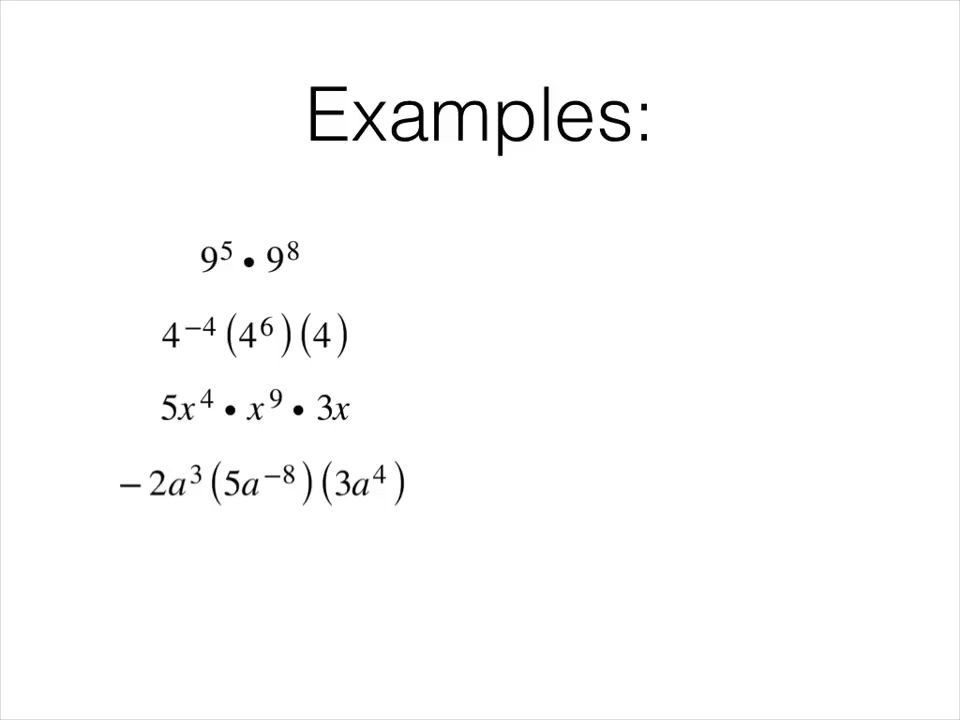 Examples:
9⁵ • 9⁸
4⁻⁴(4⁶)(4)
5x⁴ • x⁹ • 3x
−2a³(5a⁻⁸)(3a⁴)